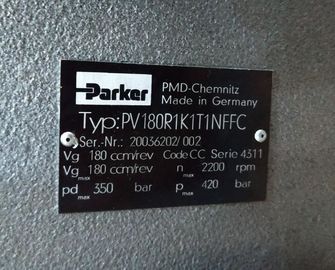 Parker
PMD-Chemnitz
Made in Germany
Typ:PV180R1K1T1NFFC
Ser.-Nr.: 20036202/002
Vg 180 ccm/rev Code CC Serie 4311
Vg max 180 ccm/rev n max 2200 rpm
pd max 350 bar p max 420 bar